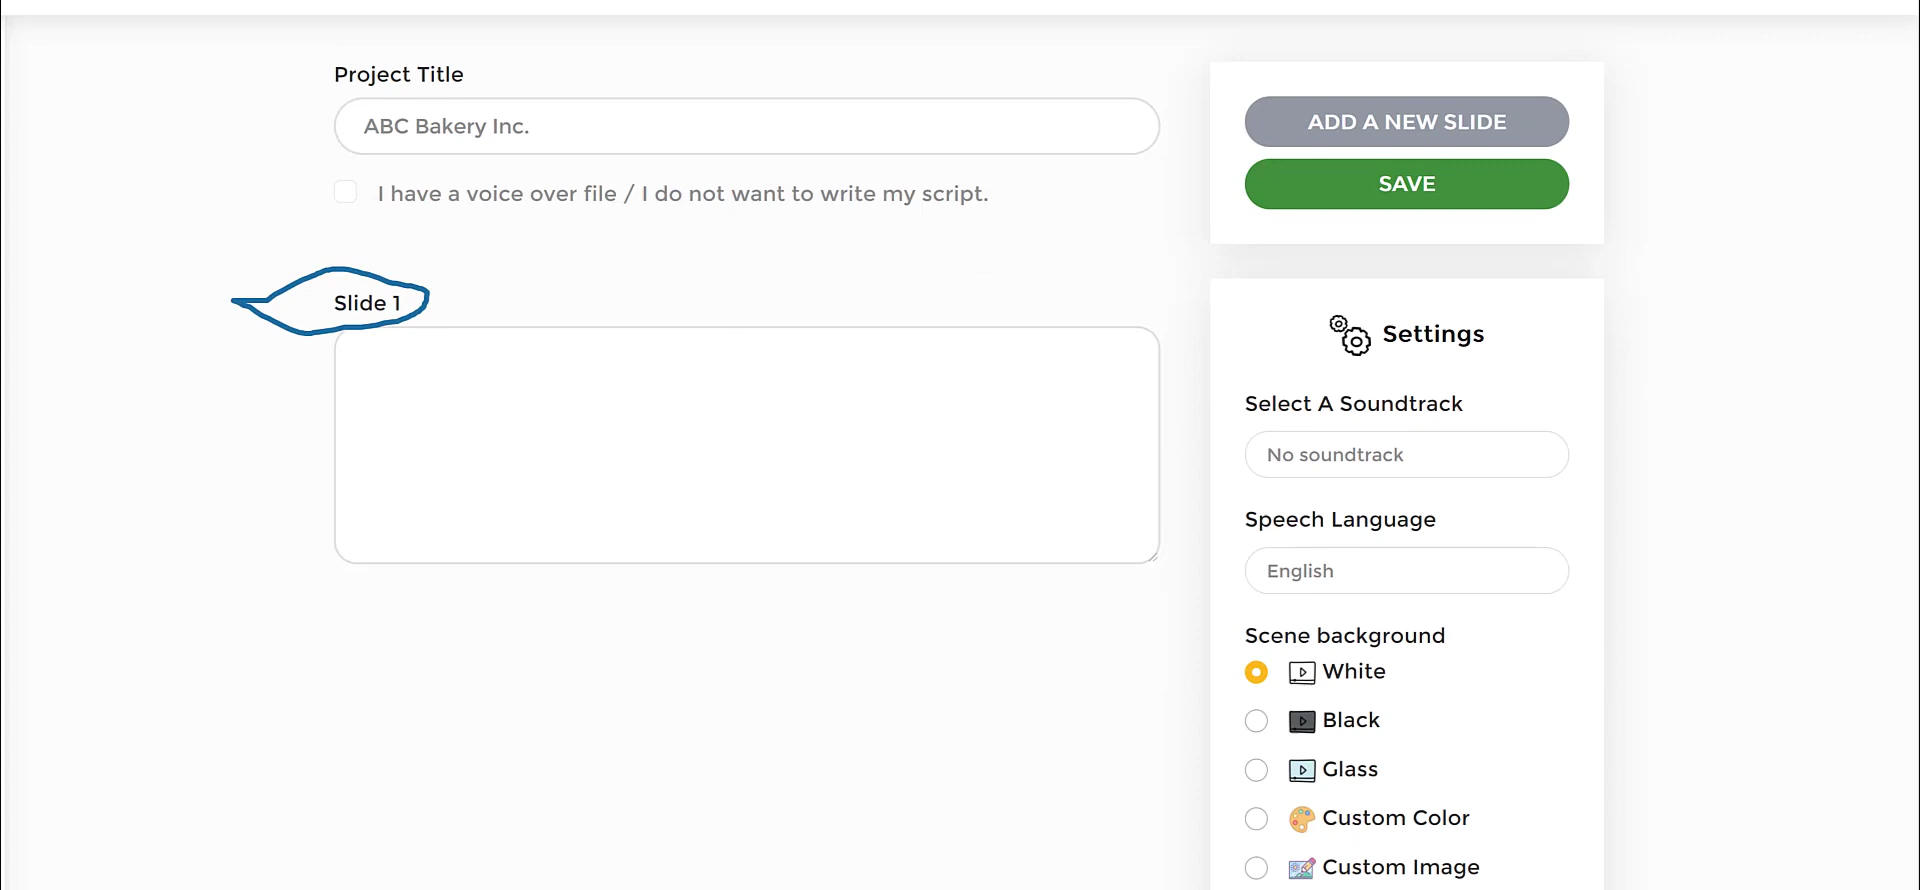 Project Title
ABC Bakery Inc.
I have a voice over file / I do not want to write my script.
Slide 1
ADD A NEW SLIDE
SAVE
Settings
Select A Soundtrack
No soundtrack
Speech Language
English
Scene background
White
Black
Glass
Custom Color
Custom Image